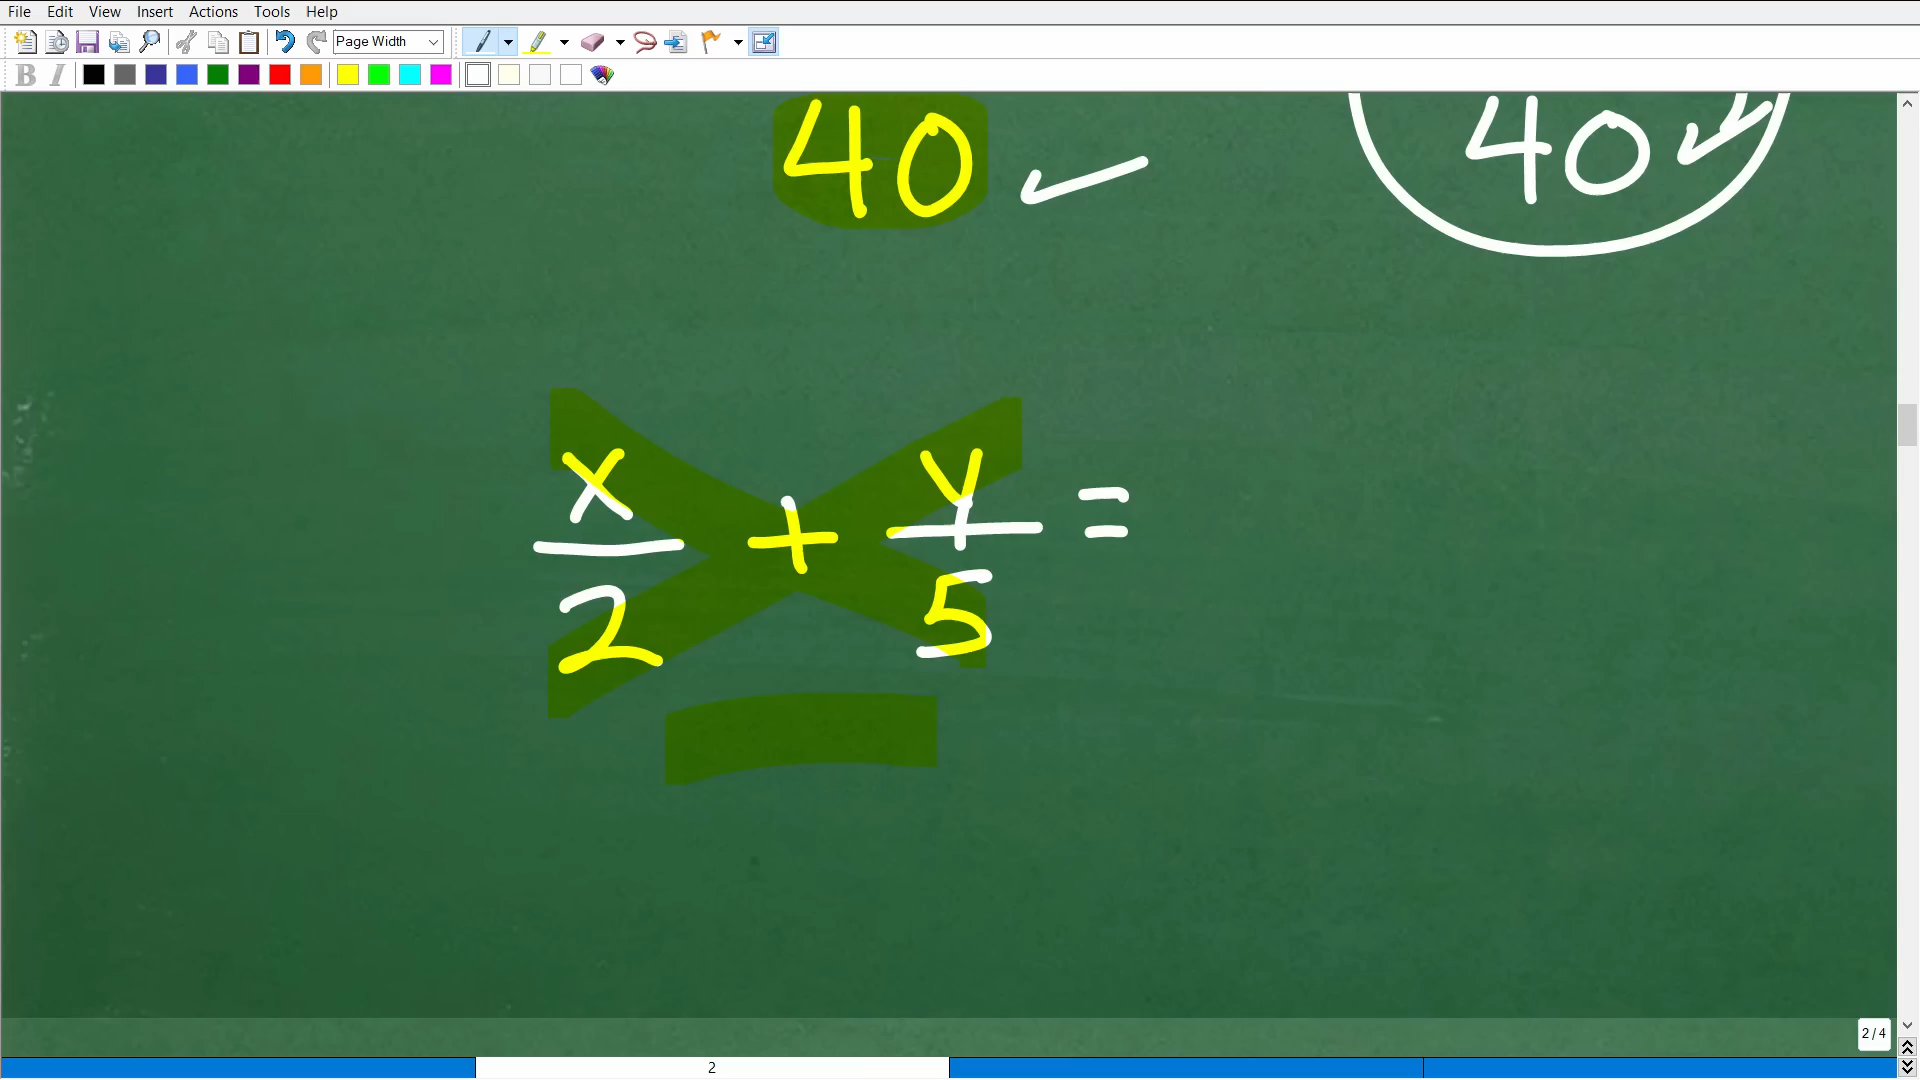 File Edit View Insert Actions Tools Help
Page Width
B I
40 ✓ 40 ✓
x/2 + y/5 =
2 / 4
2